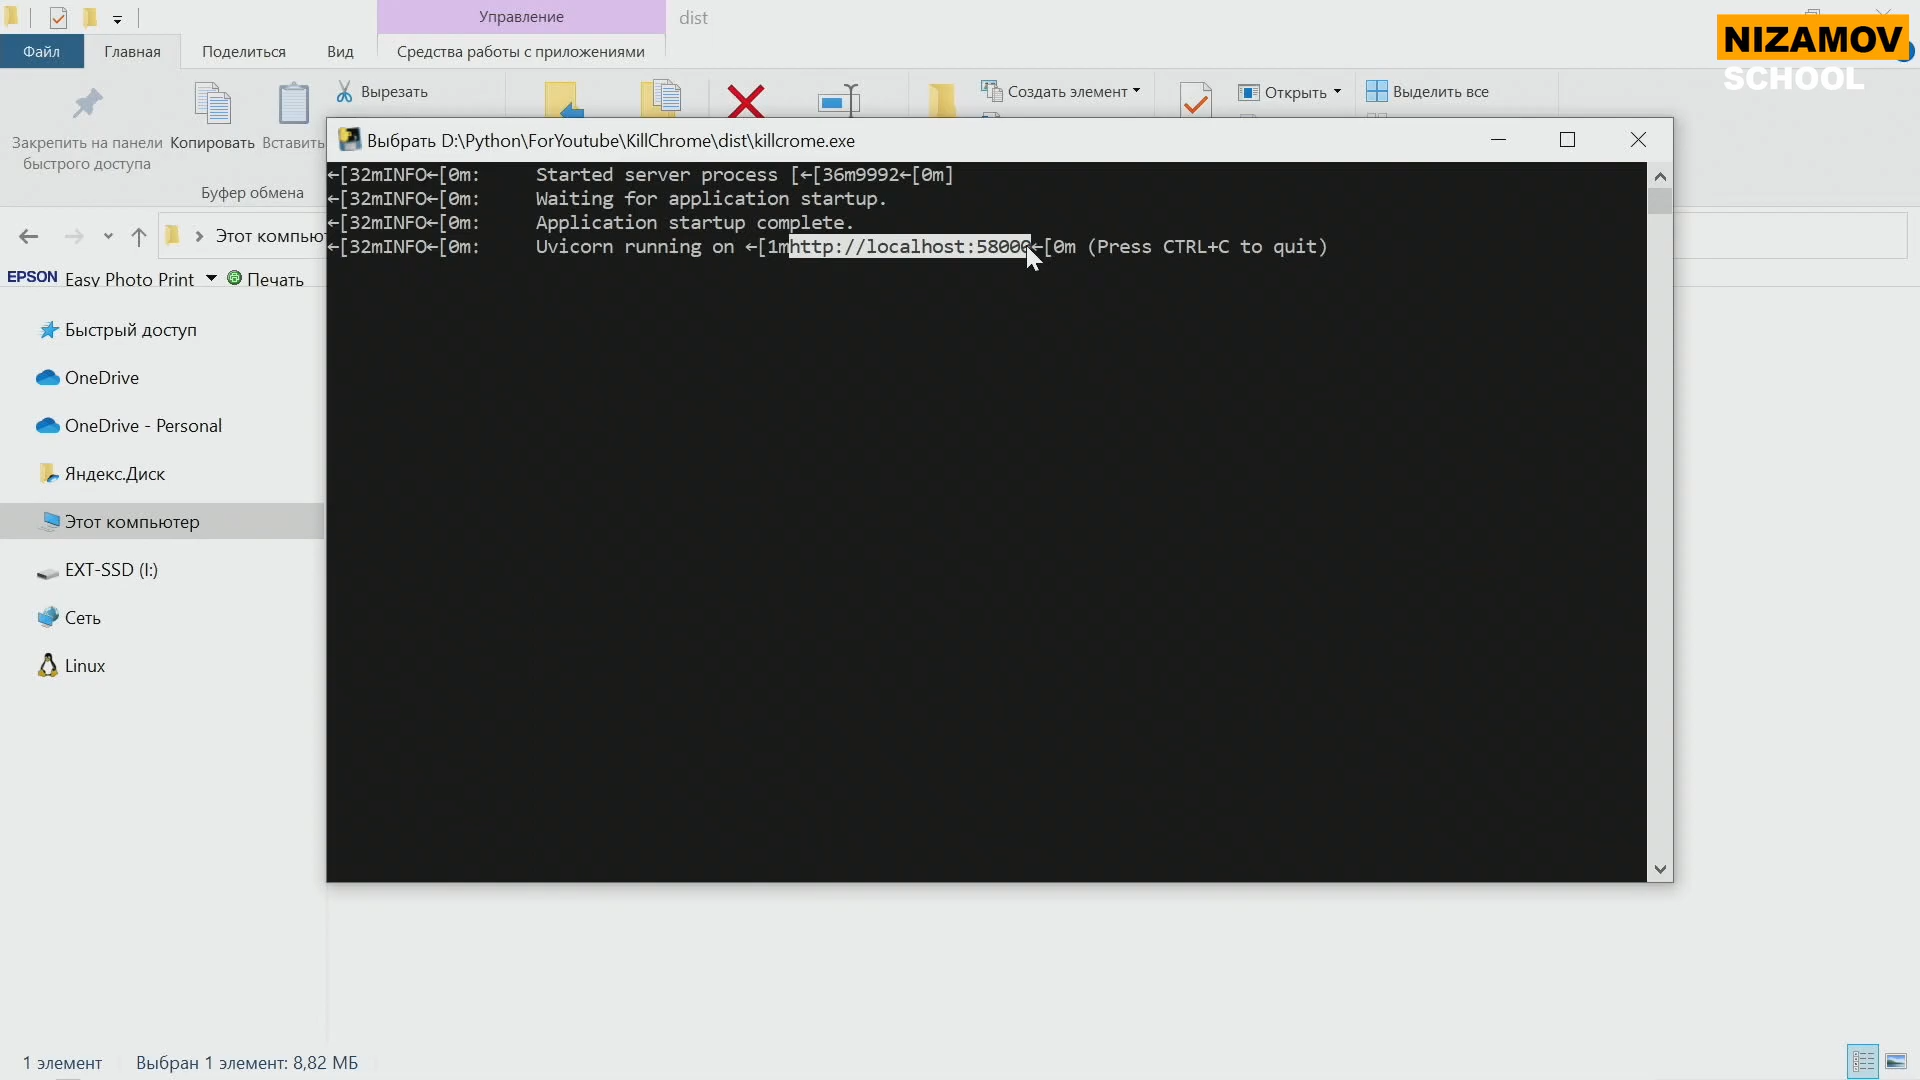 Управление
dist
Файл
Главная
Поделиться
Вид
Средства работы с приложениями
NIZAMOV
SCHOOL
Закрепить на панели
быстрого доступа
Копировать
Вставить
Вырезать
Буфер обмена
Создать элемент
Открыть
Выделить все
Выбрать D:\Python\ForYoutube\KillChrome\dist\killcrome.exe
←[32mINFO←[0m:     Started server process [←[36m9992←[0m]
←[32mINFO←[0m:     Waiting for application startup.
←[32mINFO←[0m:     Application startup complete.
←[32mINFO←[0m:     Uvicorn running on ←[1mhttp://localhost:58000←[0m (Press CTRL+C to quit)
EPSON Easy Photo Print
Печать
Быстрый доступ
OneDrive
OneDrive - Personal
Яндекс.Диск
Этот компьютер
EXT-SSD (I:)
Сеть
Linux
1 элемент
Выбран 1 элемент: 8,82 МБ